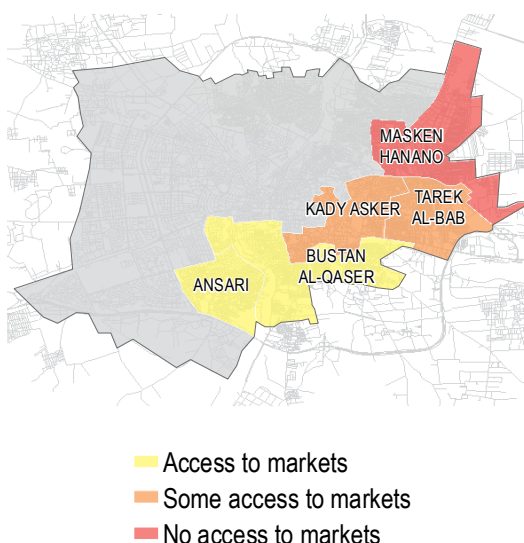 MASKEN
HANANO
KADY ASKER
TAREK
AL-BAB
BUSTAN
AL-QASER
ANSARI
Access to markets
Some access to markets
No access to markets